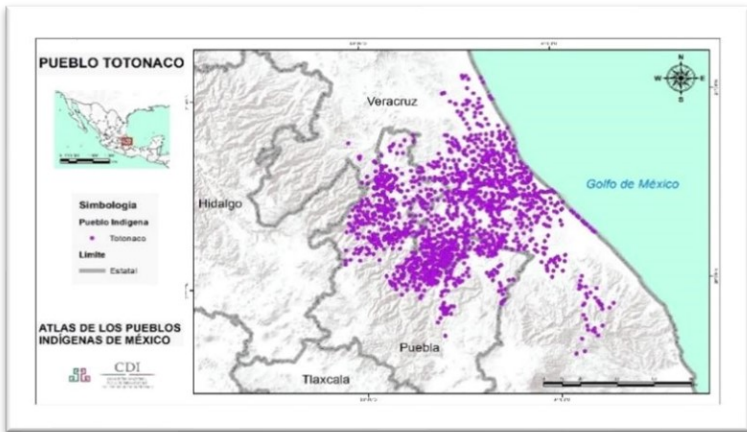 PUEBLO TOTONACO
Simbología
Pueblo Indígena
Totonaco
Límite
Estatal
ATLAS DE LOS PUEBLOS
INDÍGENAS DE MÉXICO
CDI
Veracruz
Hidalgo
Golfo de México
Puebla
Tlaxcala
N
W
E
S